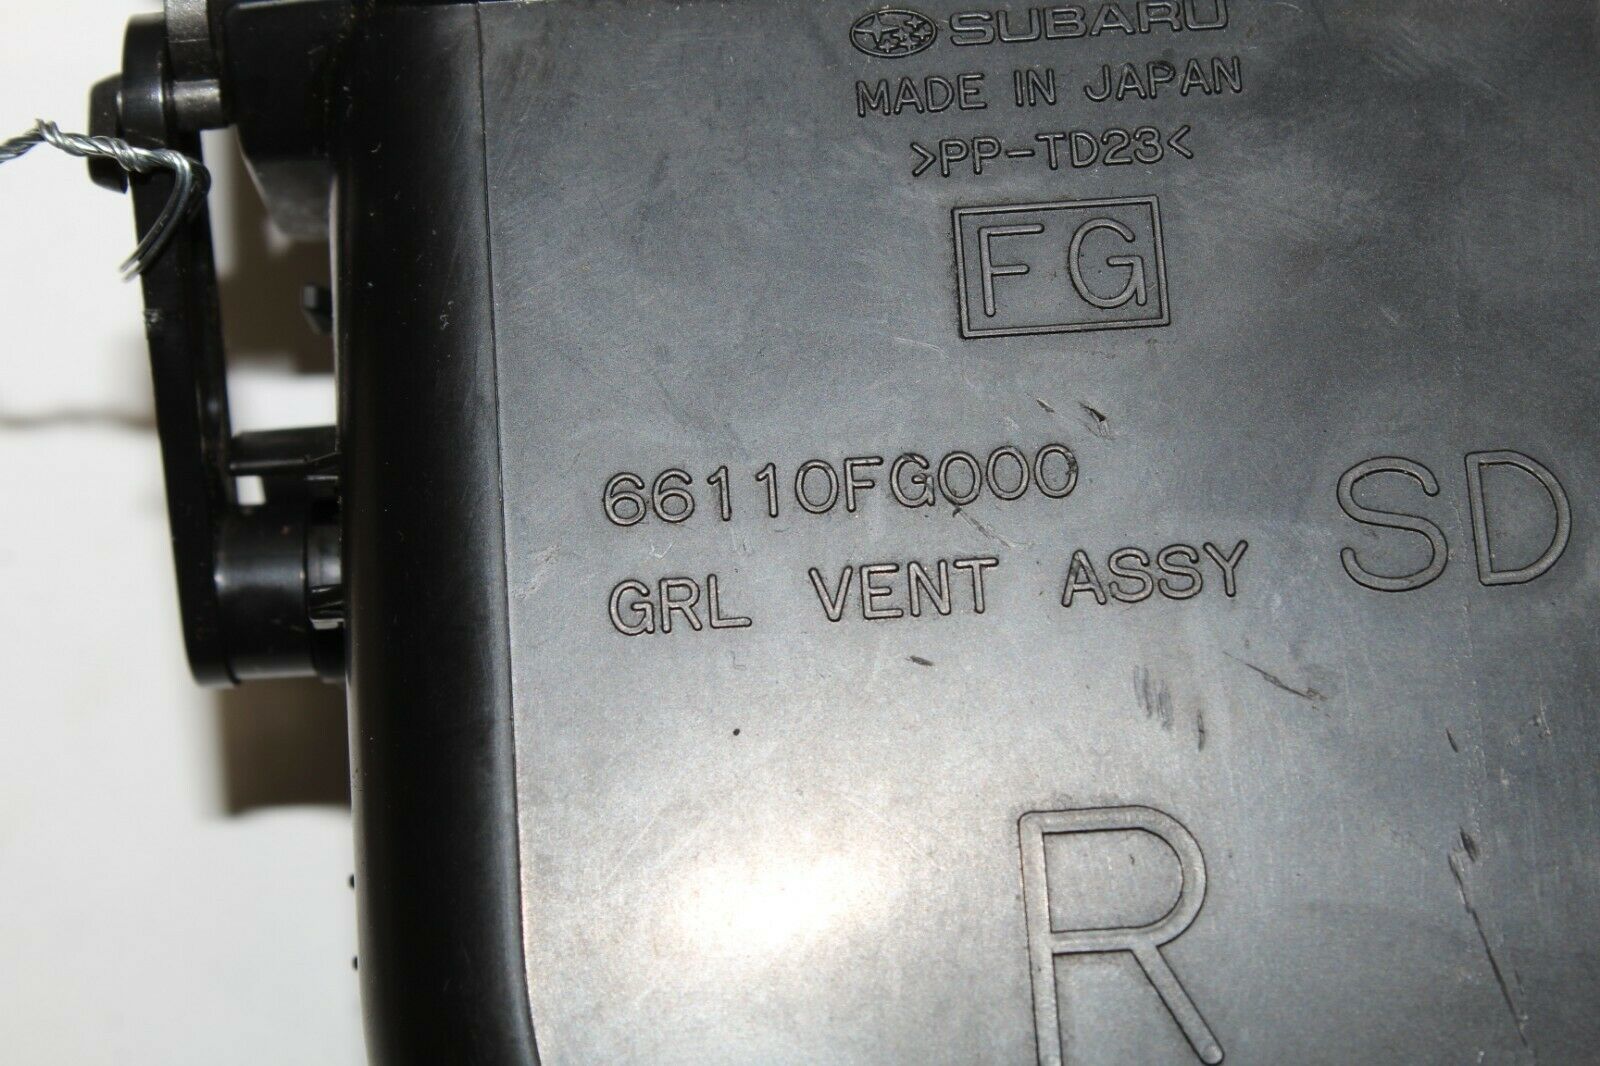 SUBARU
MADE IN JAPAN
>PP-TD23<
FG
66110FG000
GRL VENT ASSY
SD
R